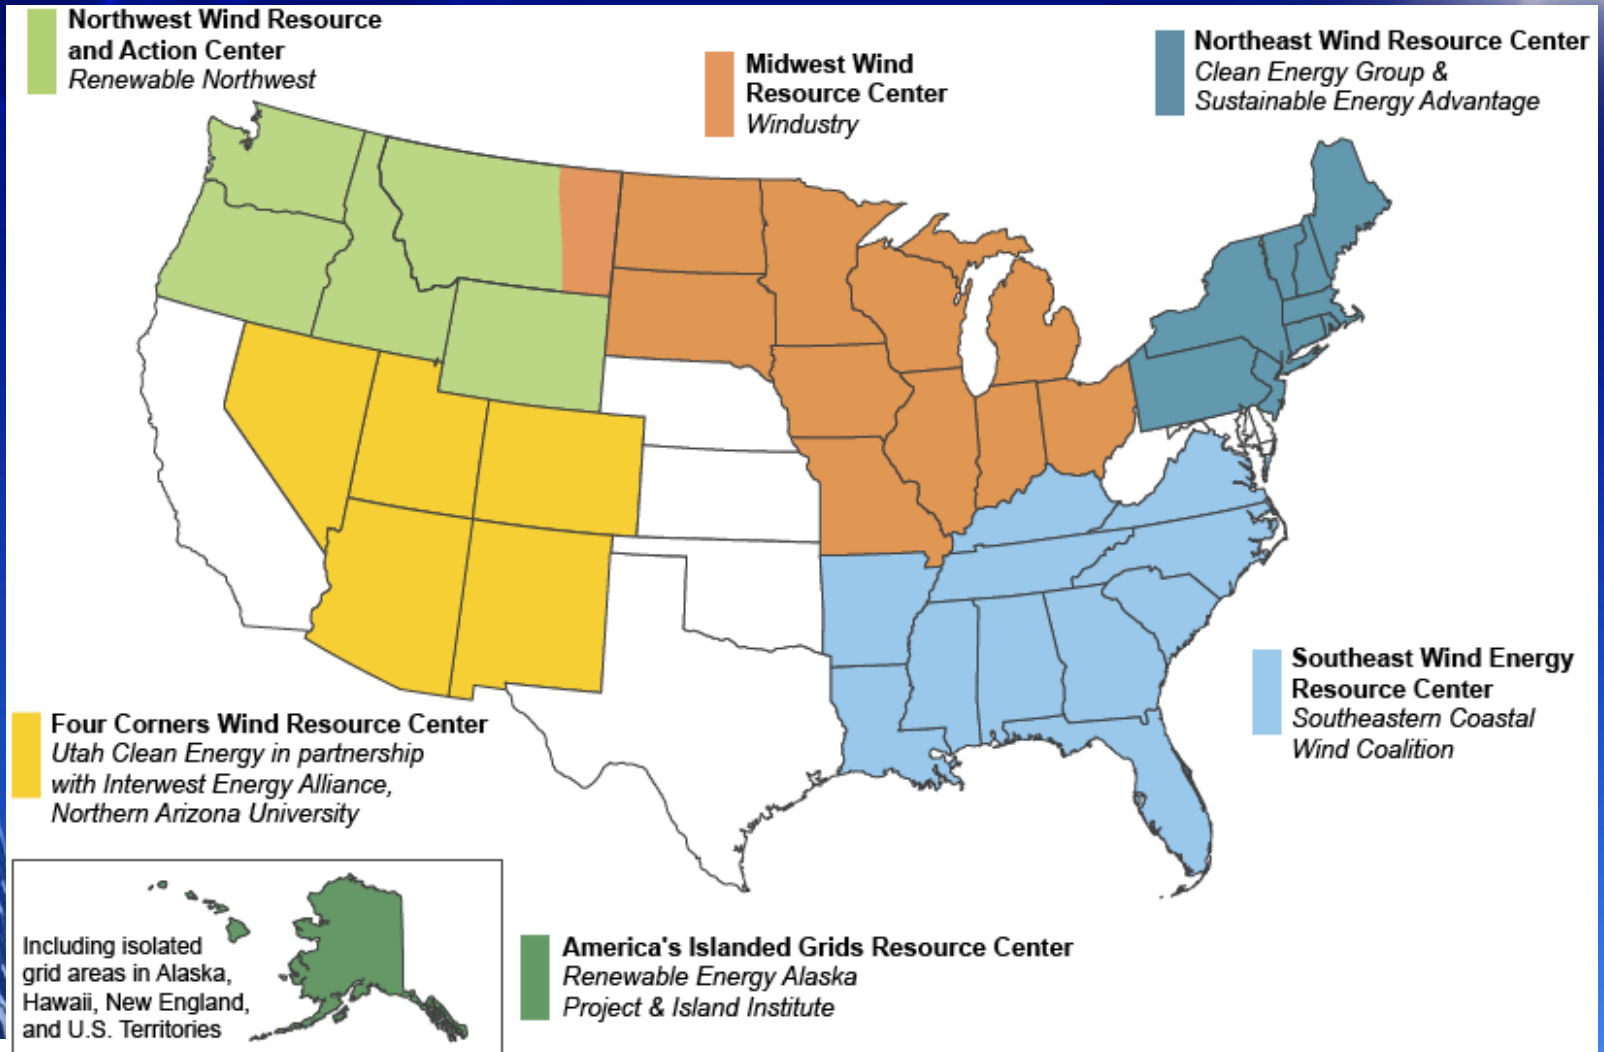 Northwest Wind Resource
and Action Center
Renewable Northwest
Midwest Wind
Resource Center
Windustry
Northeast Wind Resource Center
Clean Energy Group &
Sustainable Energy Advantage
Southeast Wind Energy
Resource Center
Southeastern Coastal
Wind Coalition
Four Corners Wind Resource Center
Utah Clean Energy in partnership
with Interwest Energy Alliance,
Northern Arizona University
Including isolated
grid areas in Alaska,
Hawaii, New England,
and U.S. Territories
America's Islanded Grids Resource Center
Renewable Energy Alaska
Project & Island Institute